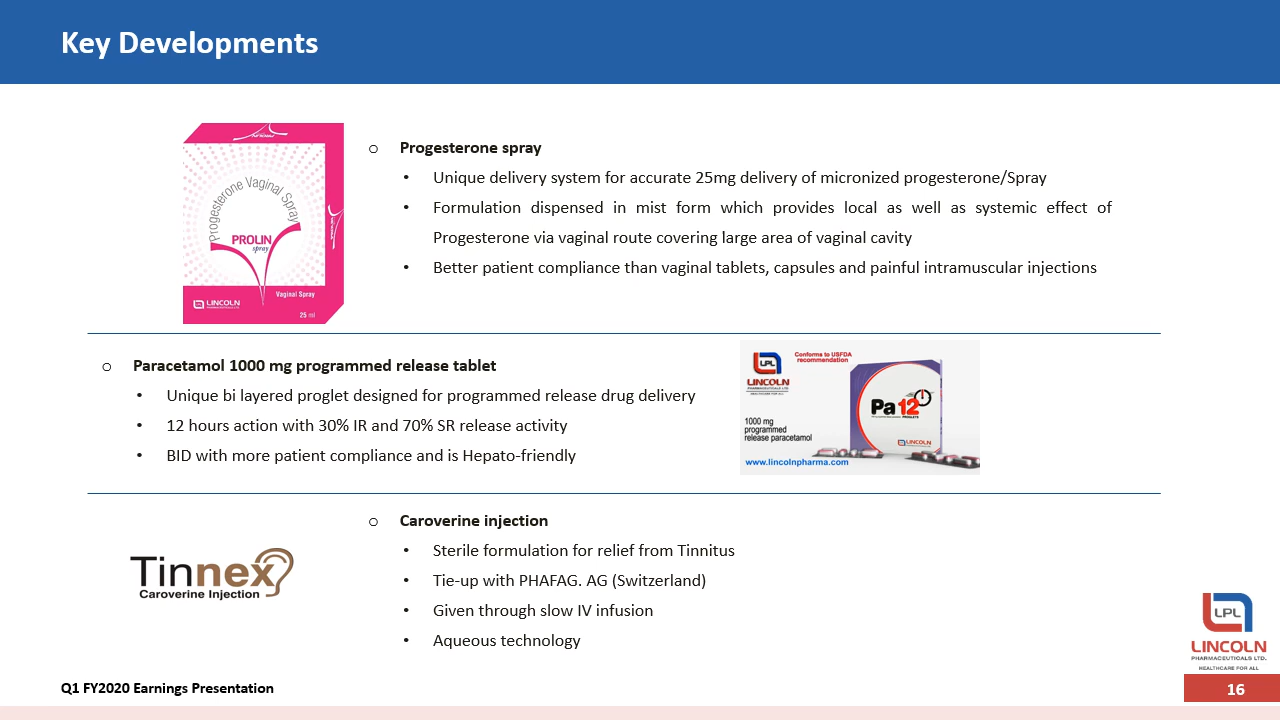 Key Developments
Progesterone Vaginal Spray
PROLIN
spray
Vaginal Spray
LINCOLN
25 ml
o Progesterone spray
• Unique delivery system for accurate 25mg delivery of micronized progesterone/Spray
• Formulation dispensed in mist form which provides local as well as systemic effect of
Progesterone via vaginal route covering large area of vaginal cavity
• Better patient compliance than vaginal tablets, capsules and painful intramuscular injections
o Paracetamol 1000 mg programmed release tablet
• Unique bi layered proglet designed for programmed release drug delivery
• 12 hours action with 30% IR and 70% SR release activity
• BID with more patient compliance and is Hepato-friendly
LPL
LINCOLN
PHARMACEUTICALS LTD.
HEALTHCARE FOR ALL
Conforms to USFDA
recommendation
1000 mg
programmed
release paracetamol
www.lincolnpharma.com
Pa12
LINCOLN
Tinnex
Caroverine Injection
o Caroverine injection
• Sterile formulation for relief from Tinnitus
• Tie-up with PHAFAG. AG (Switzerland)
• Given through slow IV infusion
• Aqueous technology
LPL
LINCOLN
PHARMACEUTICALS LTD.
HEALTHCARE FOR ALL
Q1 FY2020 Earnings Presentation
16